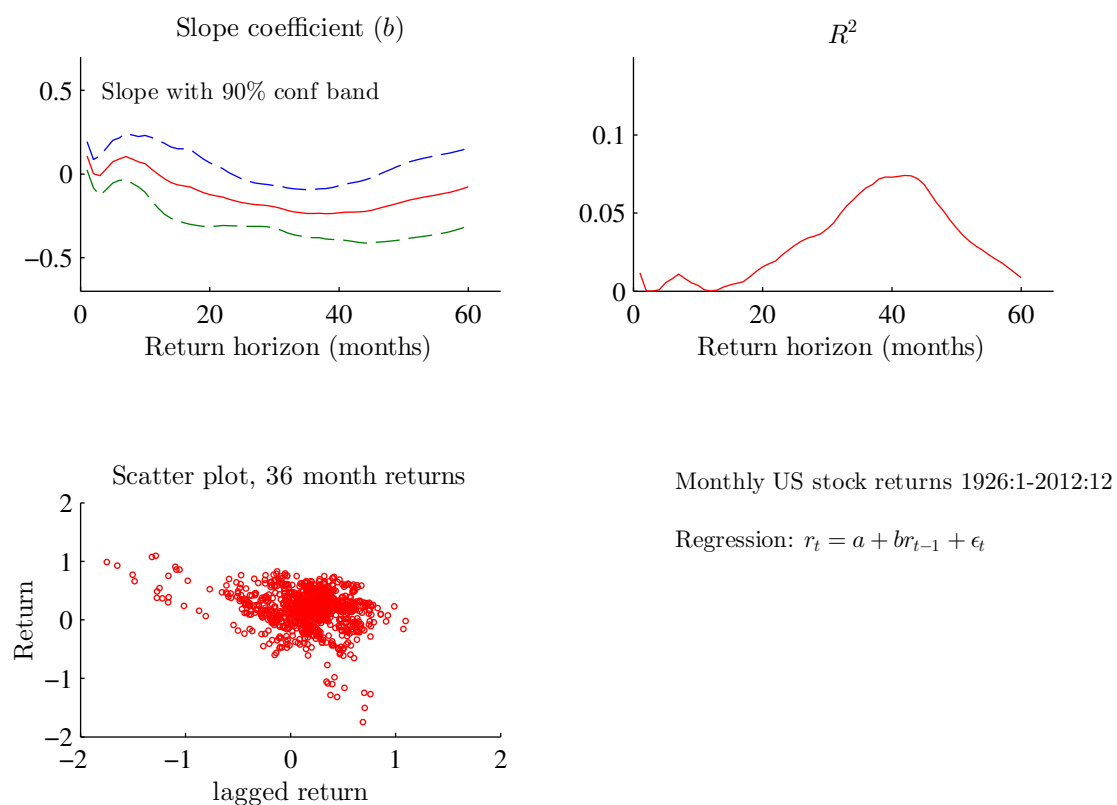 Slope coefficient (b)
0.5
0
−0.5
Slope with 90% conf band
0 20 40 60
Return horizon (months)
R²
0.1
0.05
0
0 20 40 60
Return horizon (months)
Scatter plot, 36 month returns
2
1
0
−1
−2
Return
−2 −1 0 1 2
lagged return
Monthly US stock returns 1926:1-2012:12
Regression: rₜ = a + brₜ₋₁ + ϵₜ